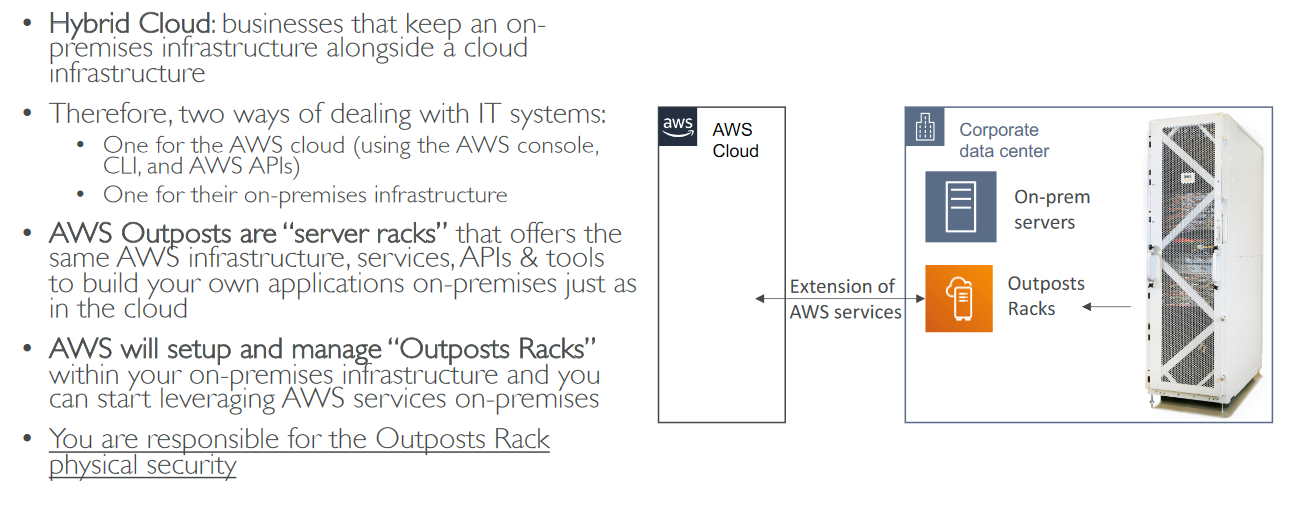 • Hybrid Cloud: businesses that keep an on-
premises infrastructure alongside a cloud
infrastructure
• Therefore, two ways of dealing with IT systems:
• One for the AWS cloud (using the AWS console,
CLI, and AWS APIs)
• One for their on-premises infrastructure
• AWS Outposts are “server racks” that offers the
same AWS infrastructure, services, APIs & tools
to build your own applications on-premises just as
in the cloud
• AWS will setup and manage “Outposts Racks”
within your on-premises infrastructure and you
can start leveraging AWS services on-premises
• You are responsible for the Outposts Rack
physical security
aws
AWS
Cloud
Extension of
AWS services
Corporate
data center
On-prem
servers
Outposts
Racks
aws